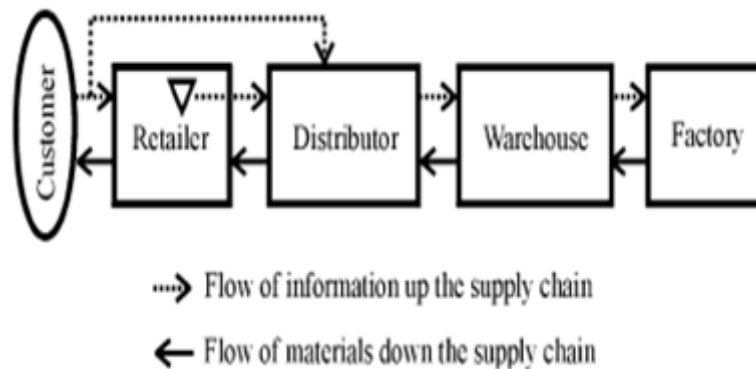 Customer
Retailer
Distributor
Warehouse
Factory
Flow of information up the supply chain
Flow of materials down the supply chain